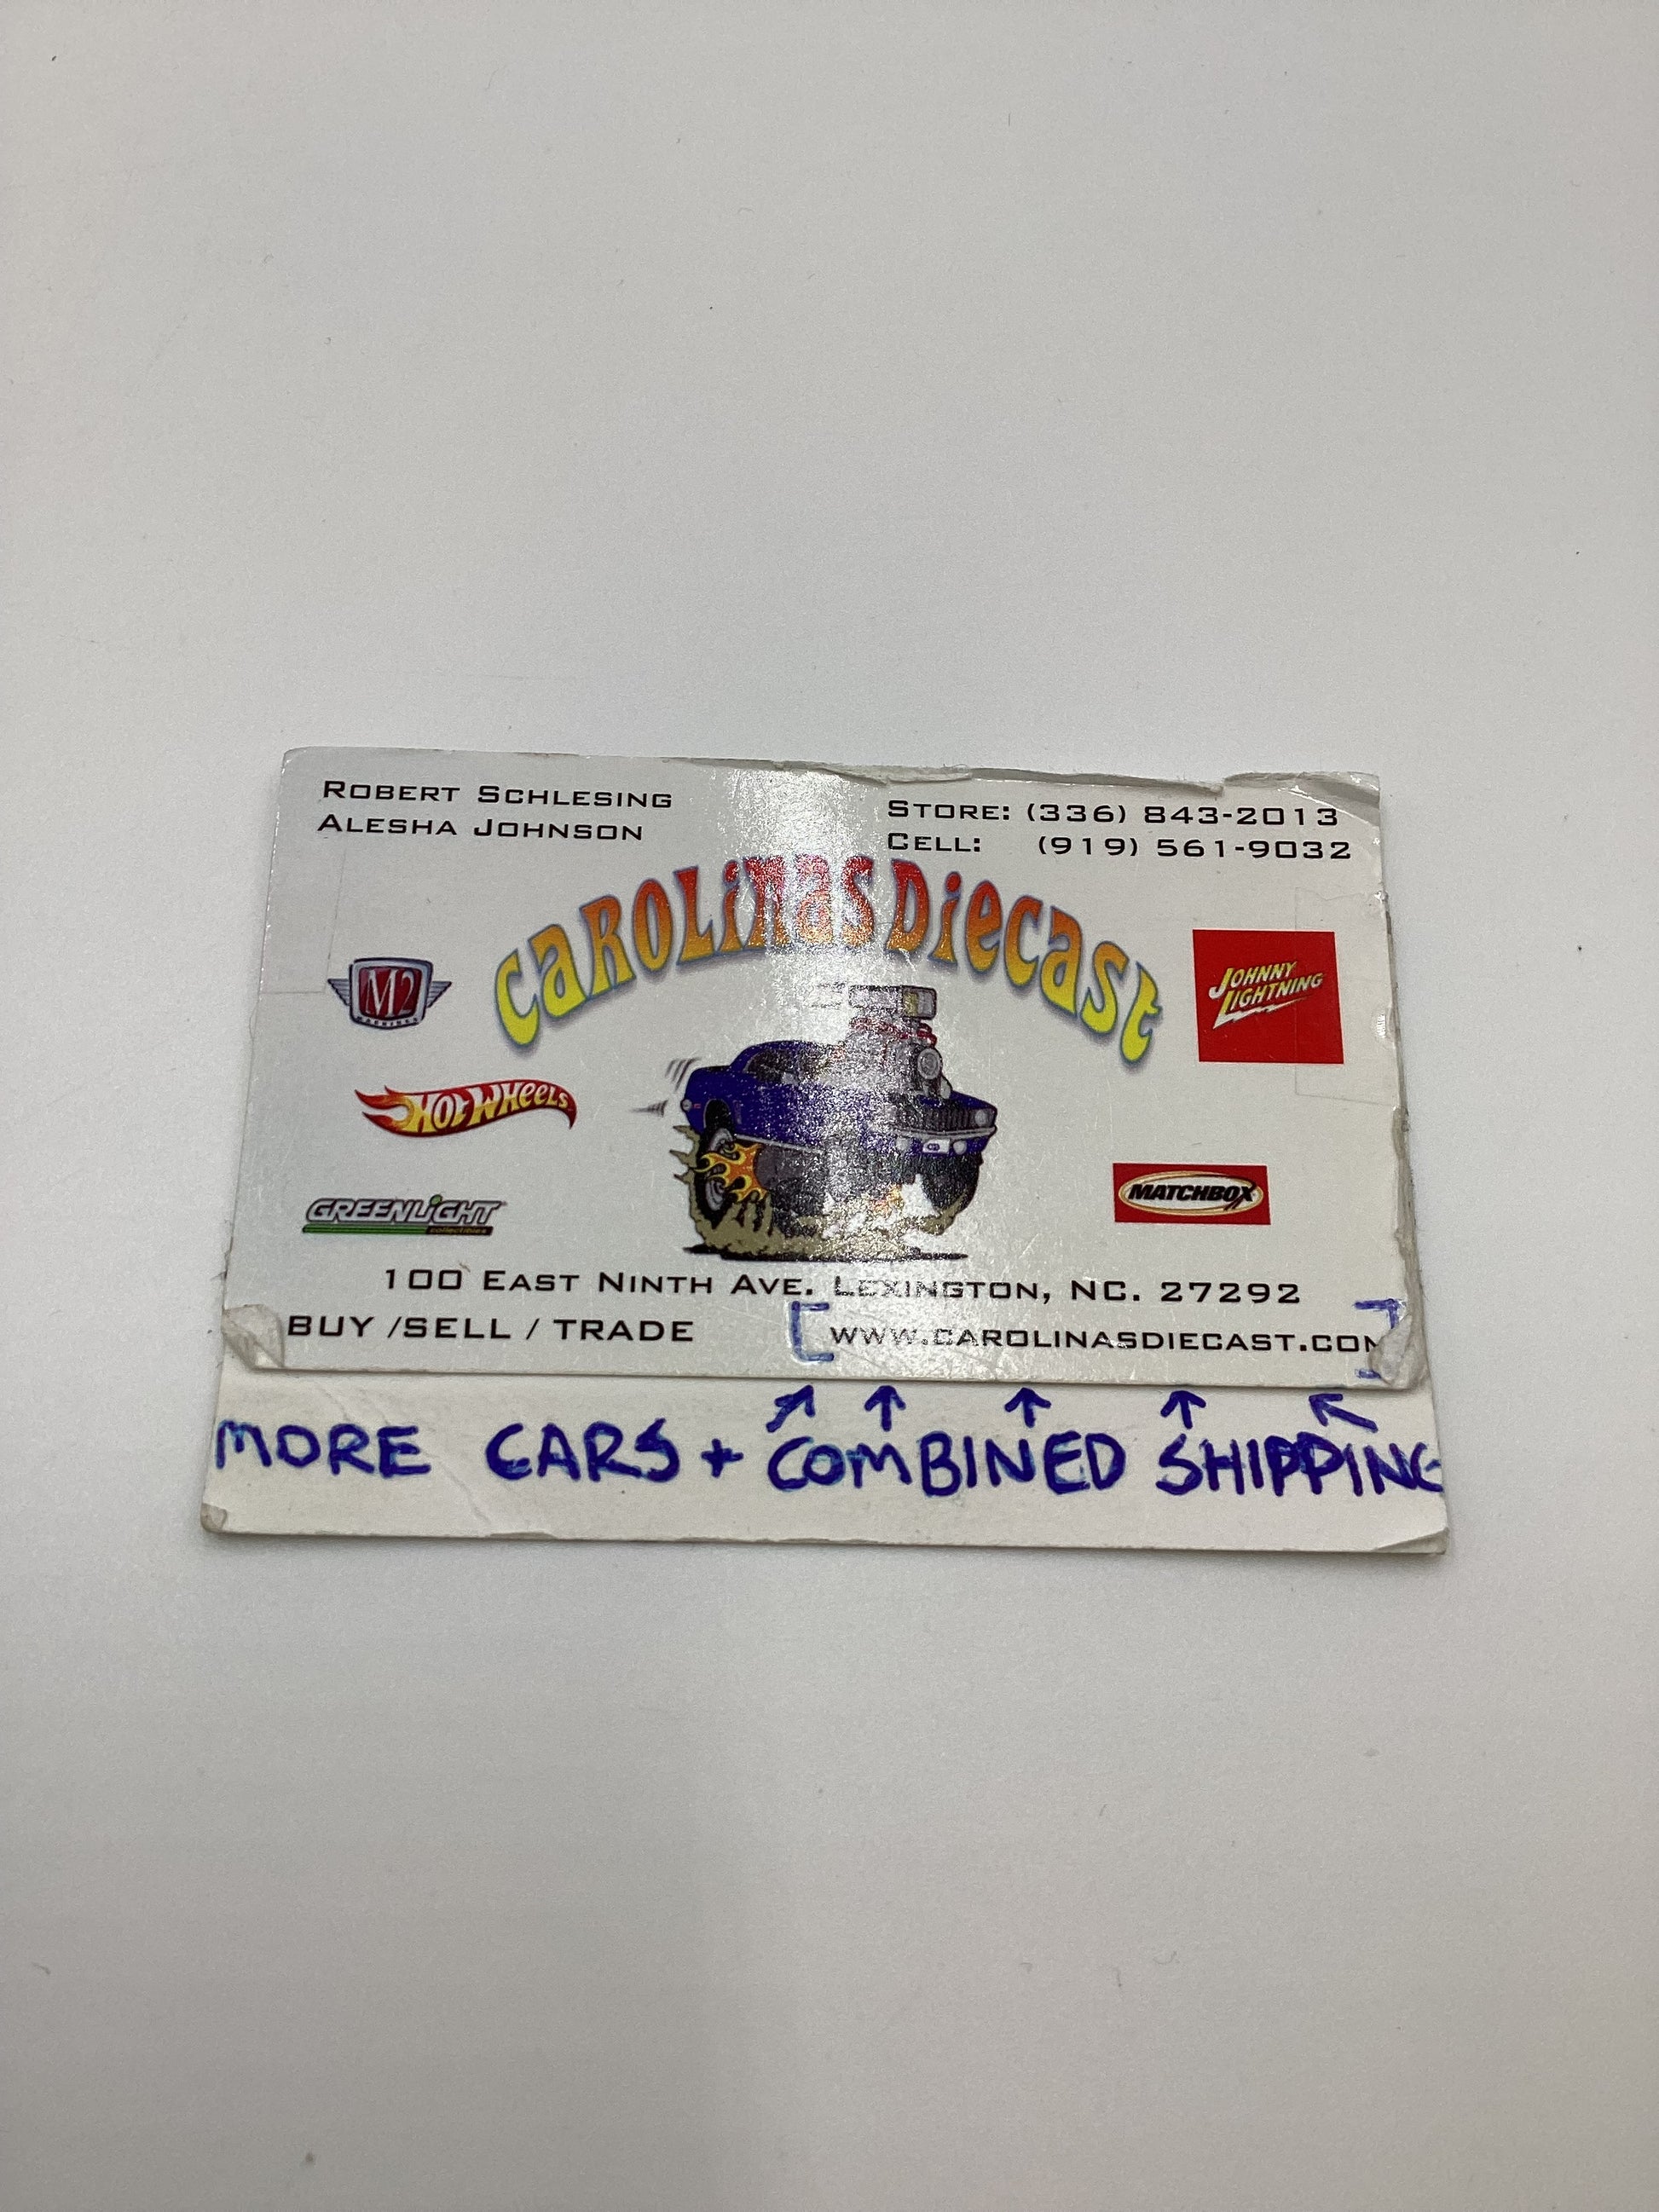 Robert Schlesing
Alesha Johnson
Store: (336) 843-2013
Cell: (919) 561-9032
Carolinas Diecast
M2
MACHINES
JOHNNY
LIGHTNING
HOT WHEELS
MATCHBOX
GREENLIGHT
100 East Ninth Ave. Lexington, NC. 27292
BUY /SELL / TRADE
[www.carolinasdiecast.com]
MORE CARS + COMBINED SHIPPING